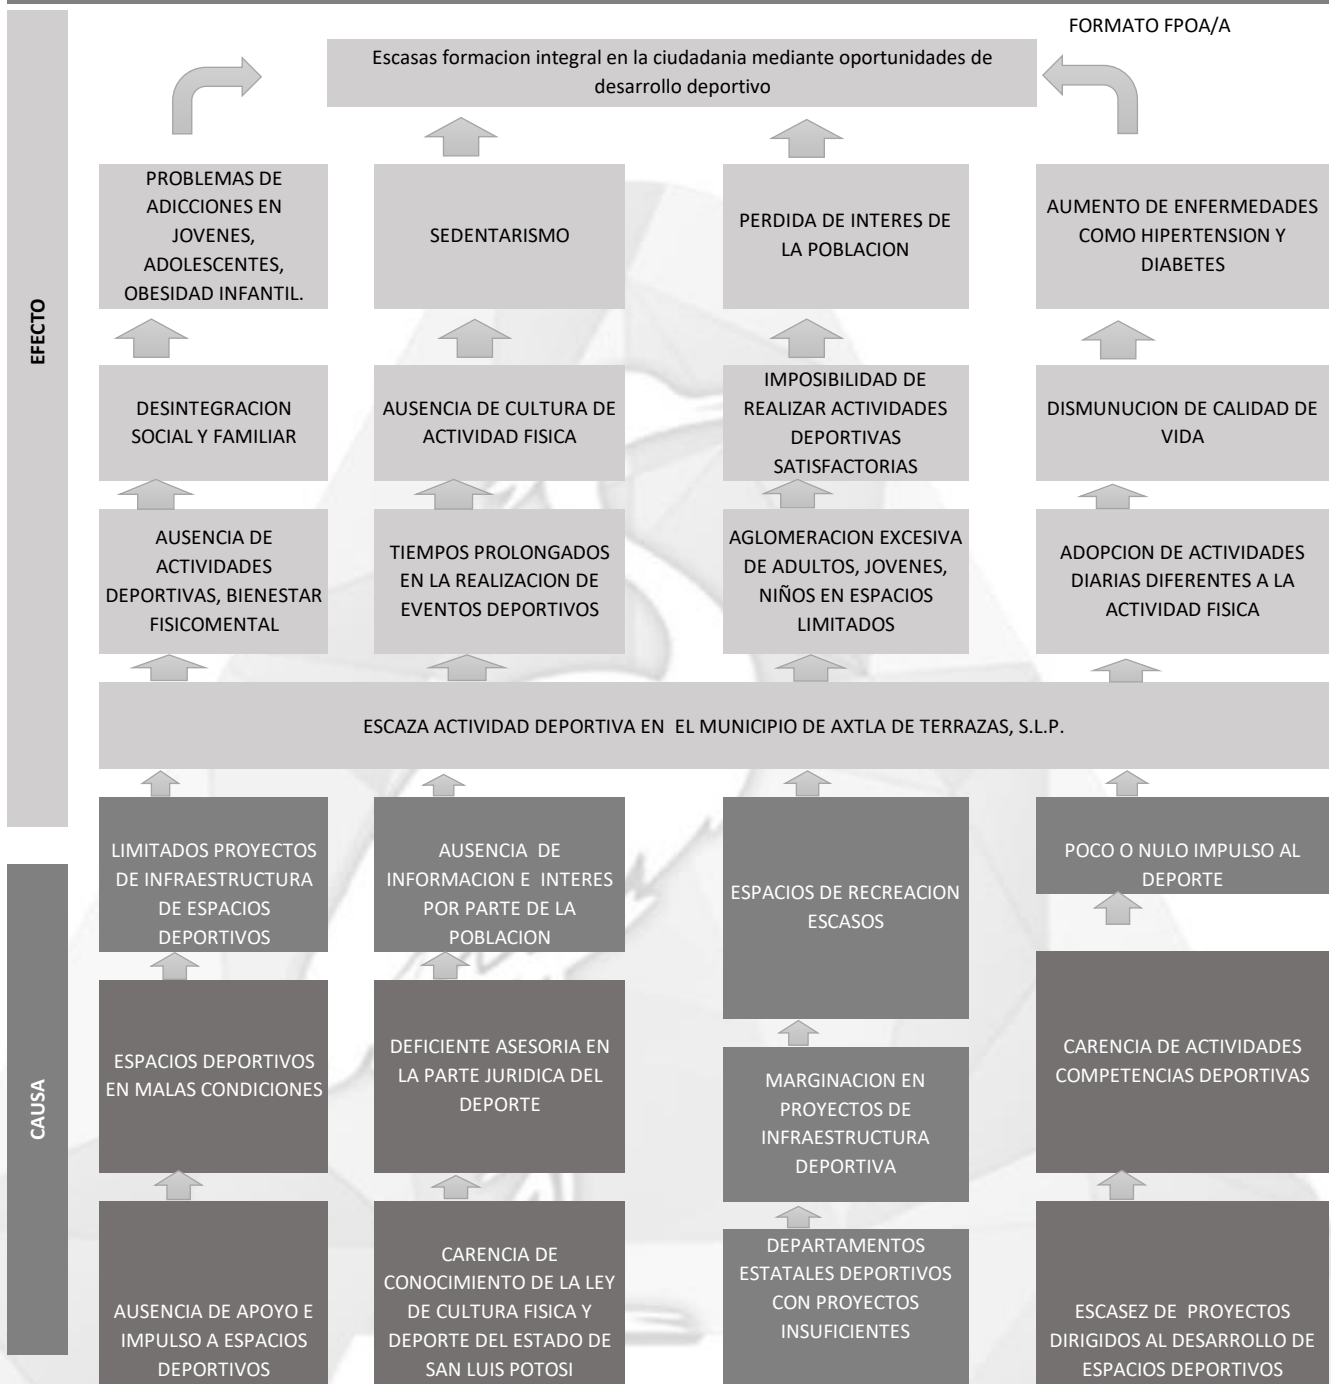 FORMATO FPOA/A
Escasas formacion integral en la ciudadania mediante oportunidades de
desarrollo deportivo
EFECTO
PROBLEMAS DE
ADICCIONES EN
JOVENES,
ADOLESCENTES,
OBESIDAD INFANTIL.
SEDENTARISMO
PERDIDA DE INTERES DE
LA POBLACION
AUMENTO DE ENFERMEDADES
COMO HIPERTENSION Y
DIABETES
DESINTEGRACION
SOCIAL Y FAMILIAR
AUSENCIA DE CULTURA DE
ACTIVIDAD FISICA
IMPOSIBILIDAD DE
REALIZAR ACTIVIDADES
DEPORTIVAS
SATISFACTORIAS
DISMUNUCION DE CALIDAD DE
VIDA
AUSENCIA DE
ACTIVIDADES
DEPORTIVAS, BIENESTAR
FISICOMENTAL
TIEMPOS PROLONGADOS
EN LA REALIZACION DE
EVENTOS DEPORTIVOS
AGLOMERACION EXCESIVA
DE ADULTOS, JOVENES,
NIÑOS EN ESPACIOS
LIMITADOS
ADOPCION DE ACTIVIDADES
DIARIAS DIFERENTES A LA
ACTIVIDAD FISICA
ESCAZA ACTIVIDAD DEPORTIVA EN EL MUNICIPIO DE AXTLA DE TERRAZAS, S.L.P.
CAUSA
LIMITADOS PROYECTOS
DE INFRAESTRUCTURA
DE ESPACIOS
DEPORTIVOS
AUSENCIA DE
INFORMACION E INTERES
POR PARTE DE LA
POBLACION
ESPACIOS DE RECREACION
ESCASOS
POCO O NULO IMPULSO AL
DEPORTE
ESPACIOS DEPORTIVOS
EN MALAS CONDICIONES
DEFICIENTE ASESORIA EN
LA PARTE JURIDICA DEL
DEPORTE
MARGINACION EN
PROYECTOS DE
INFRAESTRUCTURA
DEPORTIVA
CARENCIA DE ACTIVIDADES
COMPETENCIAS DEPORTIVAS
AUSENCIA DE APOYO E
IMPULSO A ESPACIOS
DEPORTIVOS
CARENCIA DE
CONOCIMIENTO DE LA LEY
DE CULTURA FISICA Y
DEPORTE DEL ESTADO DE
SAN LUIS POTOSI
DEPARTAMENTOS
ESTATALES DEPORTIVOS
CON PROYECTOS
INSUFICIENTES
ESCASEZ DE PROYECTOS
DIRIGIDOS AL DESARROLLO DE
ESPACIOS DEPORTIVOS